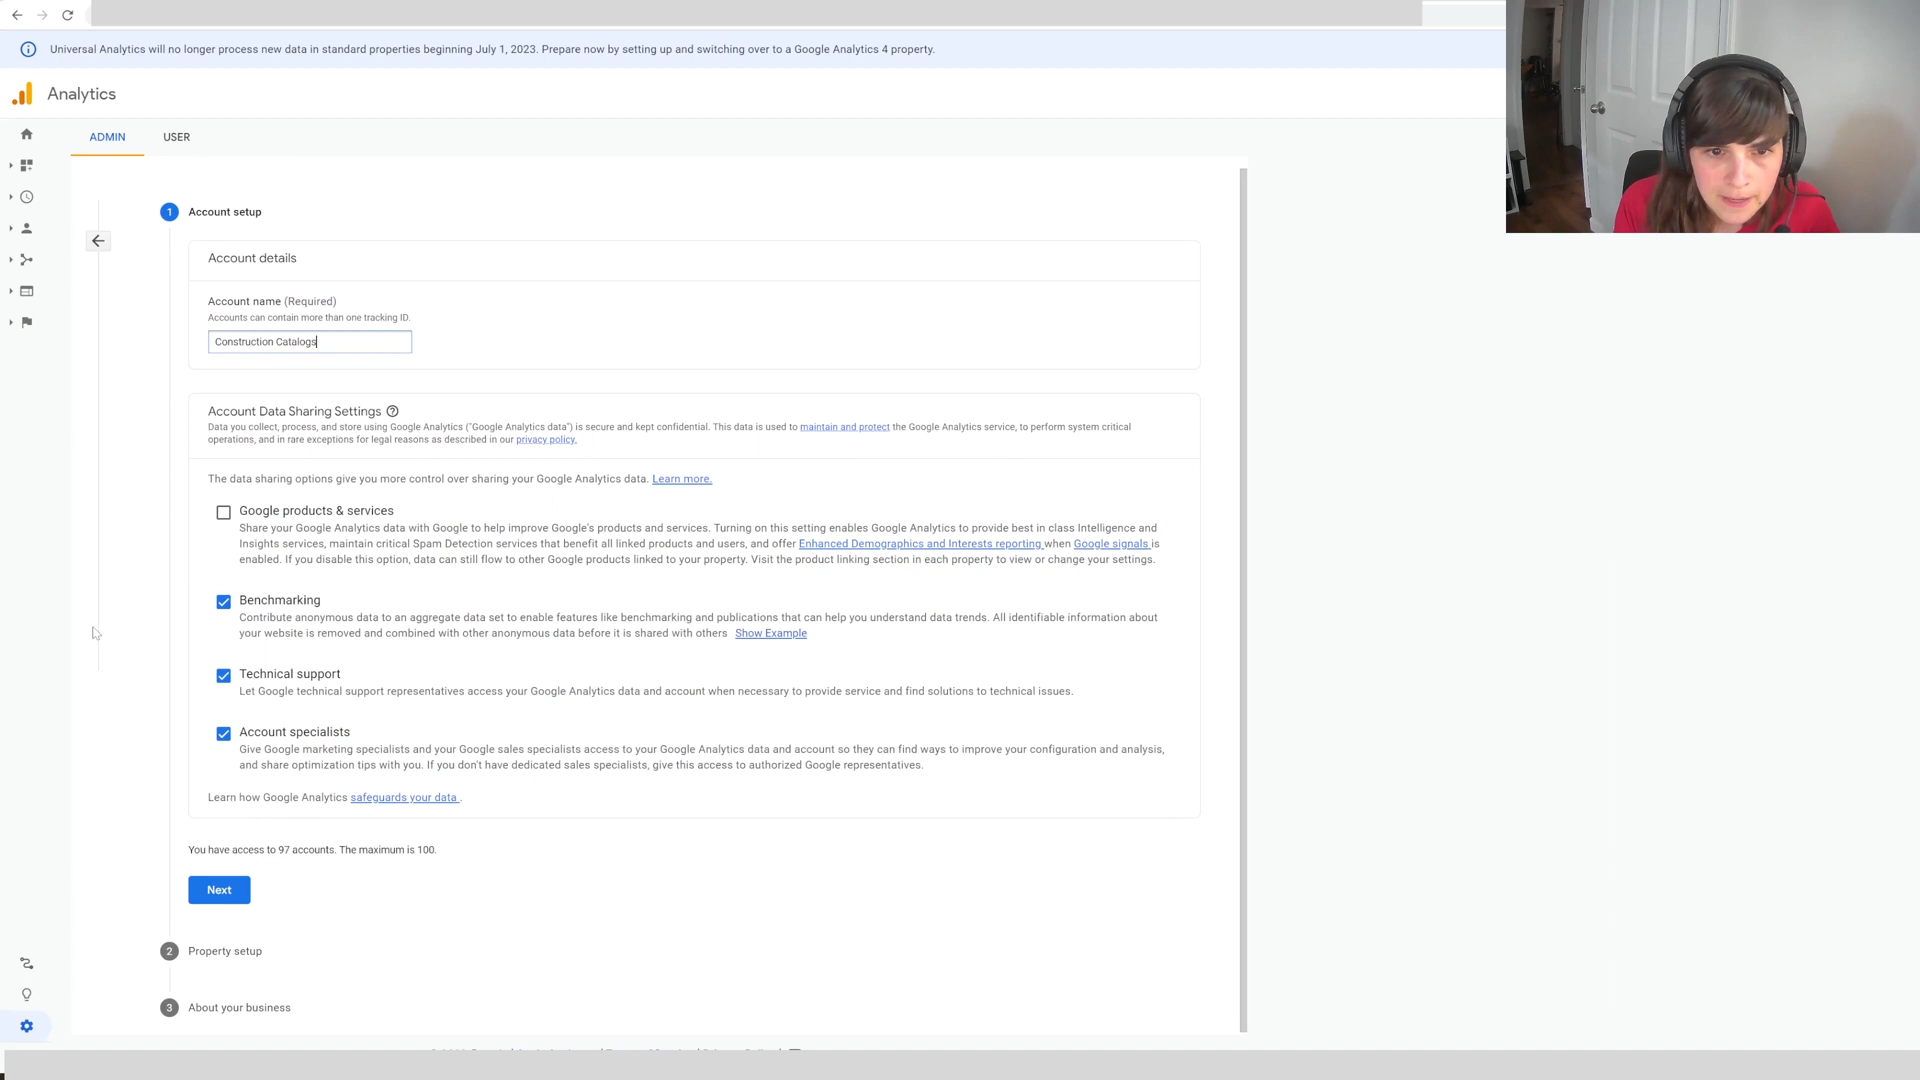 Universal Analytics will no longer process new data in standard properties beginning July 1, 2023. Prepare now by setting up and switching over to a Google Analytics 4 property.
Analytics
ADMIN
USER
1 Account setup
Account details
Account name (Required)
Accounts can contain more than one tracking ID.
Construction Catalogs
Account Data Sharing Settings
Data you collect, process, and store using Google Analytics ("Google Analytics data") is secure and kept confidential. This data is used to maintain and protect the Google Analytics service, to perform system critical
operations, and in rare exceptions for legal reasons as described in our privacy policy.
The data sharing options give you more control over sharing your Google Analytics data. Learn more.
Google products & services
Share your Google Analytics data with Google to help improve Google's products and services. Turning on this setting enables Google Analytics to provide best in class Intelligence and
Insights services, maintain critical Spam Detection services that benefit all linked products and users, and offer Enhanced Demographics and Interests reporting when Google signals is
enabled. If you disable this option, data can still flow to other Google products linked to your property. Visit the product linking section in each property to view or change your settings.
Benchmarking
Contribute anonymous data to an aggregate data set to enable features like benchmarking and publications that can help you understand data trends. All identifiable information about
your website is removed and combined with other anonymous data before it is shared with others Show Example
Technical support
Let Google technical support representatives access your Google Analytics data and account when necessary to provide service and find solutions to technical issues.
Account specialists
Give Google marketing specialists and your Google sales specialists access to your Google Analytics data and account so they can find ways to improve your configuration and analysis,
and share optimization tips with you. If you don't have dedicated sales specialists, give this access to authorized Google representatives.
Learn how Google Analytics safeguards your data .
You have access to 97 accounts. The maximum is 100.
Next
2 Property setup
3 About your business